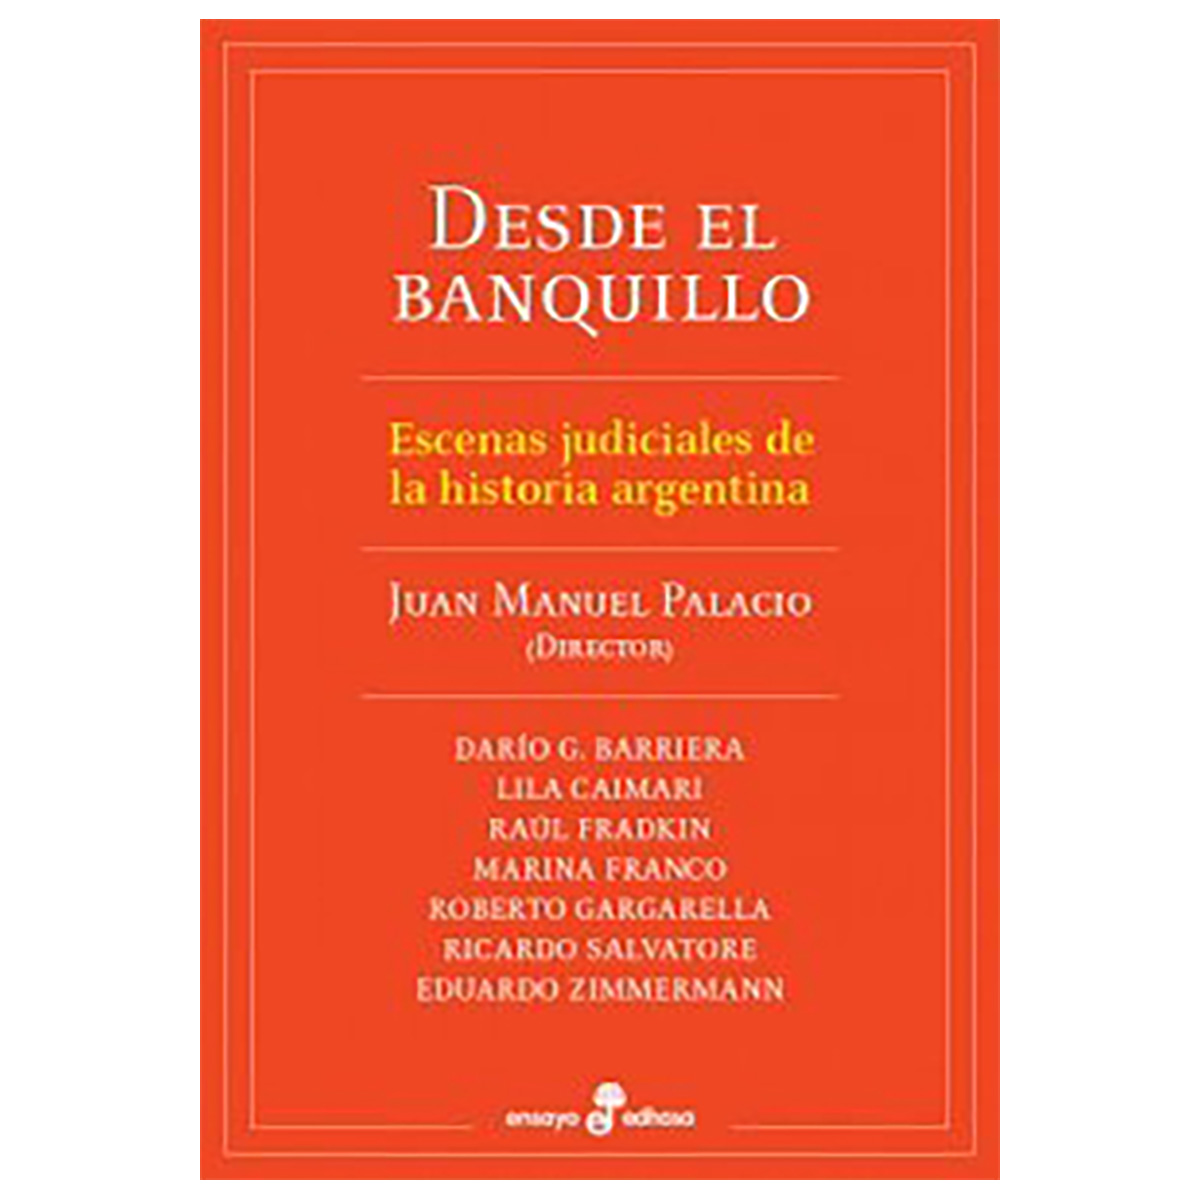 DESDE EL
BANQUILLO
Escenas judiciales de
la historia argentina
JUAN MANUEL PALACIO
(DIRECTOR)
DARÍO G. BARRIERA
LILA CAIMARI
RAÚL FRADKIN
MARINA FRANCO
ROBERTO GARGARELLA
RICARDO SALVATORE
EDUARDO ZIMMERMANN
ensayo edhasa